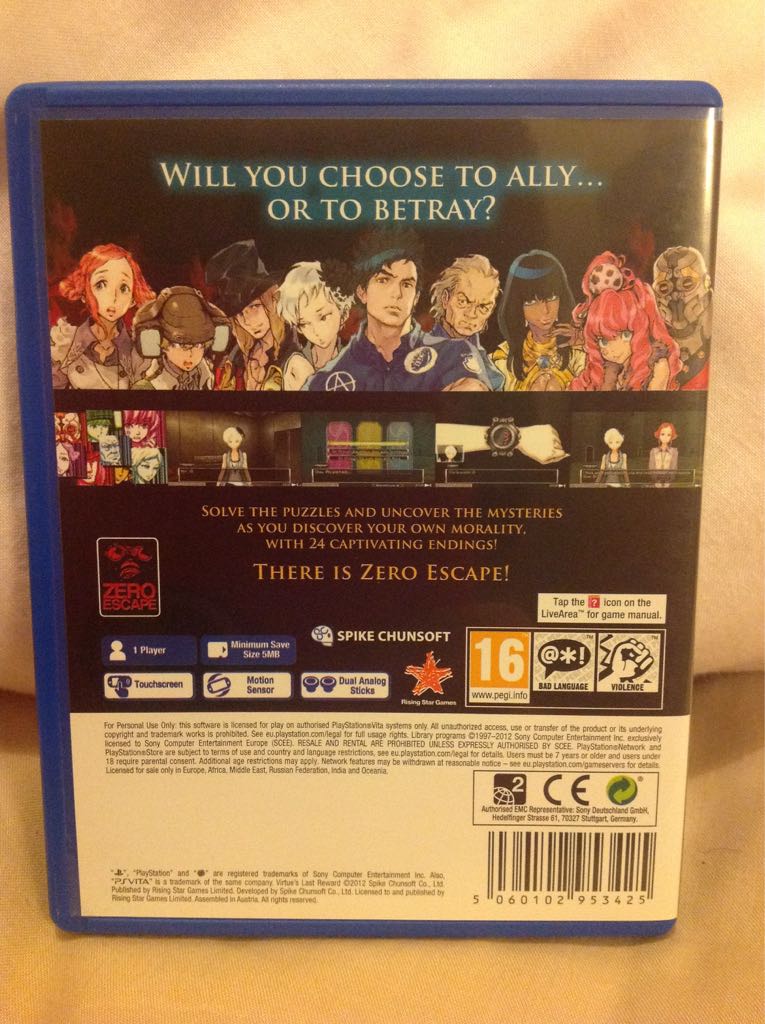 WILL YOU CHOOSE TO ALLY...
OR TO BETRAY?
SOLVE THE PUZZLES AND UNCOVER THE MYSTERIES
AS YOU DISCOVER YOUR OWN MORALITY,
WITH 24 CAPTIVATING ENDINGS!
THERE IS ZERO ESCAPE!
ZERO
ESCAPE
Tap the ? icon on the
LiveArea™ for game manual.
1 Player
Minimum Save
Size 5MB
SPIKE CHUNSOFT
Touchscreen
Motion
Sensor
Dual Analog
Sticks
Rising Star Games
16
www.pegi.info
@*!
BAD LANGUAGE
VIOLENCE
For Personal Use Only: this software is licensed for play on authorised PlayStation®Vita systems only. All unauthorized access, use or transfer of the product or its underlying
copyright and trademark works is prohibited. See eu.playstation.com/legal for full usage rights. Library programs ©1997–2012 Sony Computer Entertainment Inc. exclusively
licensed to Sony Computer Entertainment Europe (SCEE). RESALE AND RENTAL ARE PROHIBITED UNLESS EXPRESSLY AUTHORISED BY SCEE. PlayStation®Network and
PlayStation®Store are subject to terms of use and country and language restrictions, see eu.playstation.com/legal for details. Users must be 7 years or older and users under
18 require parental consent. Additional age restrictions may apply. Network features may be withdrawn at reasonable notice – see eu.playstation.com/gameservers for details.
Licensed for sale only in Europe, Africa, Middle East, Russian Federation, India and Oceania.
2 CE
Authorised EMC Representative: Sony Deutschland GmbH,
Hedelfinger Strasse 61, 70327 Stuttgart, Germany.
"PlayStation" and " " are registered trademarks of Sony Computer Entertainment Inc. Also,
"PSVITA" is a trademark of the same company. Virtue's Last Reward ©2012 Spike Chunsoft Co., Ltd.
Published by Rising Star Games Limited. Developed by Spike Chunsoft Co., Ltd. Licensed to and published by
Rising Star Games Limited. Assembled in Austria. All rights reserved.
5 060102 953425